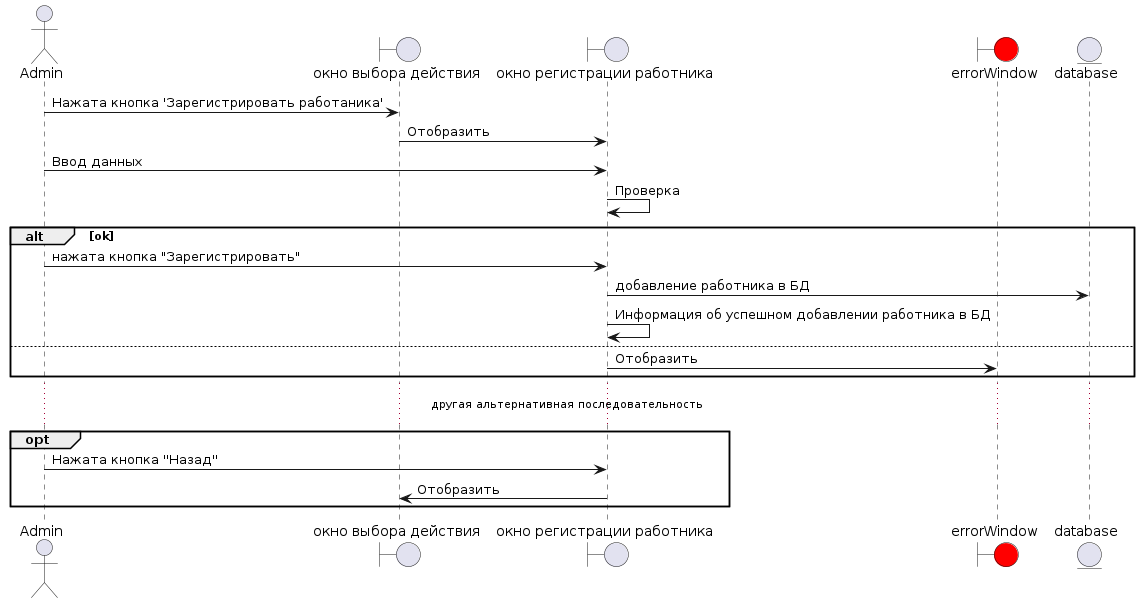 Admin
окно выбора действия
окно регистрации работника
errorWindow
database
Нажата кнопка 'Зарегистрировать работаника'
Отобразить
Ввод данных
Проверка
alt
[ok]
нажата кнопка "Зарегистрировать"
добавление работника в БД
Информация об успешном добавлении работника в БД
Отобразить
другая альтернативная последовательность
opt
Нажата кнопка "Назад"
Отобразить
Admin
окно выбора действия
окно регистрации работника
errorWindow
database